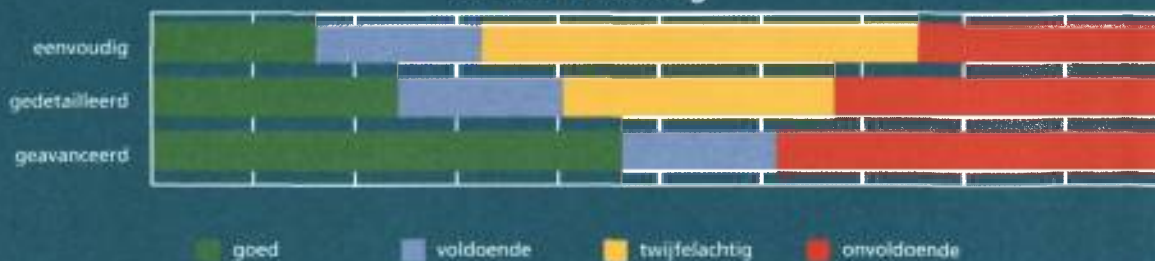 eenvoudig
gedetailleerd
geavanceerd
goed voldoende twijfelachtig onvoldoende